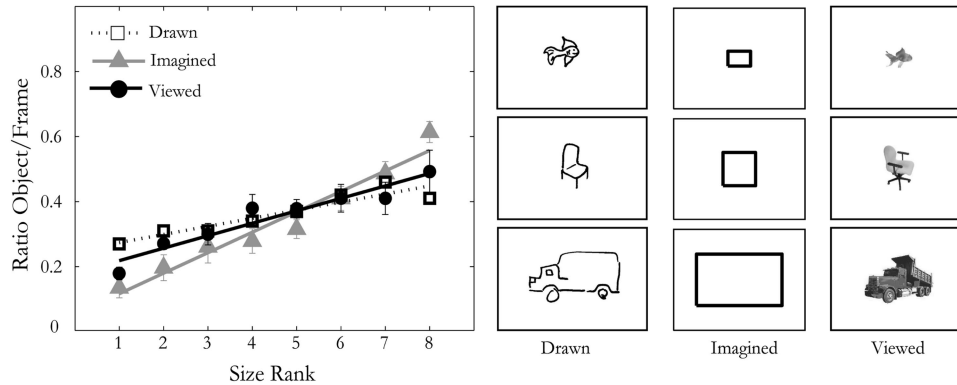 Drawn
Imagined
Viewed
Ratio Object/Frame
0.8
0.6
0.4
0.2
0
1 2 3 4 5 6 7 8
Size Rank
Drawn Imagined Viewed